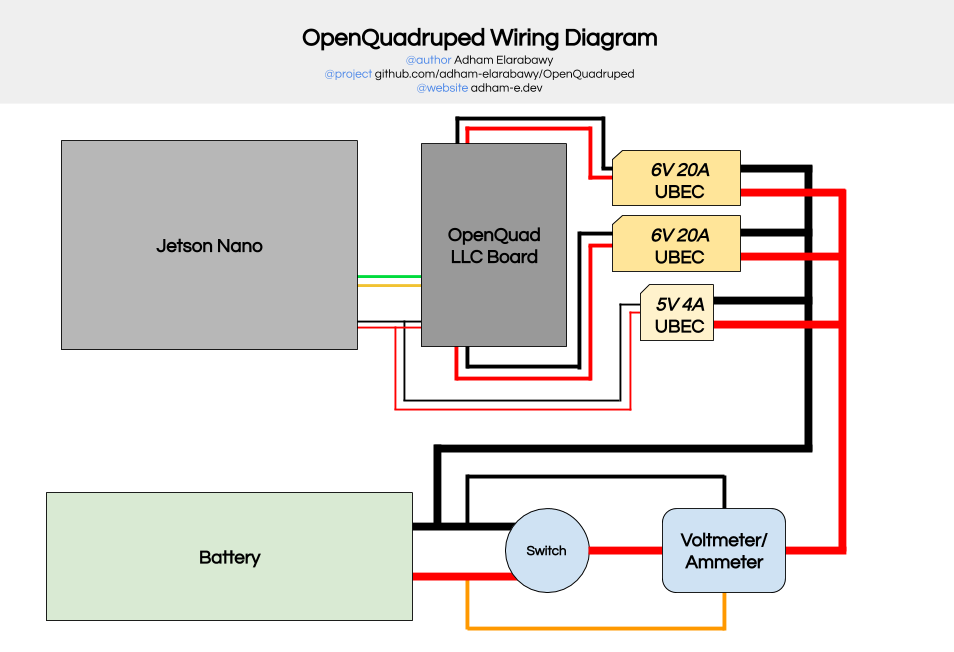 OpenQuadruped Wiring Diagram
@author Adham Elarabawy
@project github.com/adham-elarabawy/OpenQuadruped
@website adham-e.dev
Jetson Nano
OpenQuad
LLC Board
6V 20A
UBEC
6V 20A
UBEC
5V 4A
UBEC
Battery
Switch
Voltmeter/
Ammeter